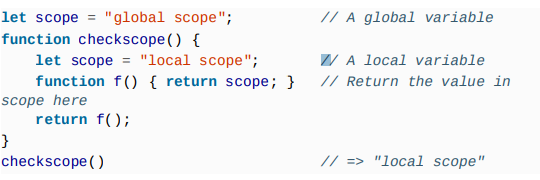 let scope = "global scope";          // A global variable
function checkscope() {
    let scope = "local scope";       // A local variable
    function f() { return scope; }   // Return the value in
scope here
    return f();
}
checkscope()                         // => "local scope"